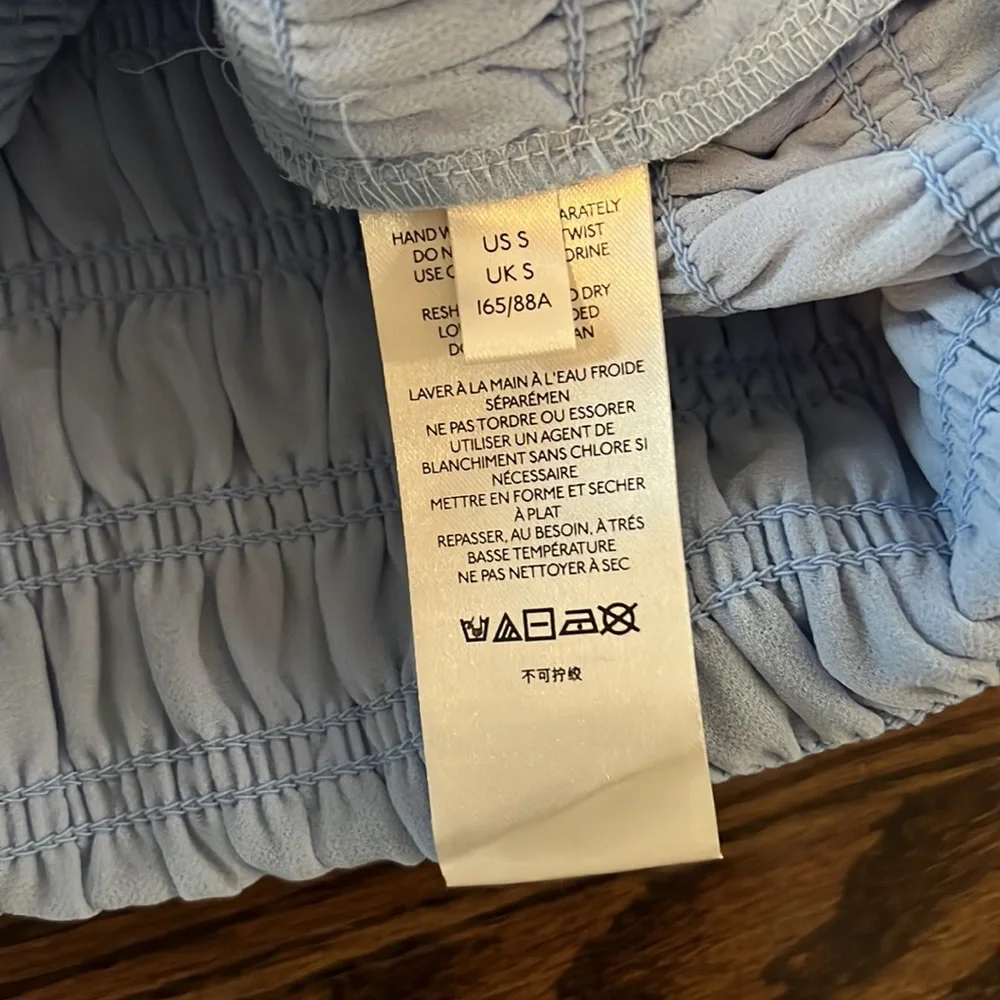 US S
UK S
165/88A
HAND W ARATELY
DO N TWIST
USE C ORINE
RESH D DRY
LO DED
DO AN
LAVER À LA MAIN À L'EAU FROIDE
SÉPARÉMEN
NE PAS TORDRE OU ESSORER
UTILISER UN AGENT DE
BLANCHIMENT SANS CHLORE SI
NÉCESSAIRE
METTRE EN FORME ET SECHER
À PLAT
REPASSER, AU BESOIN, À TRÉS
BASSE TEMPÉRATURE
NE PAS NETTOYER À SEC
不可拧绞